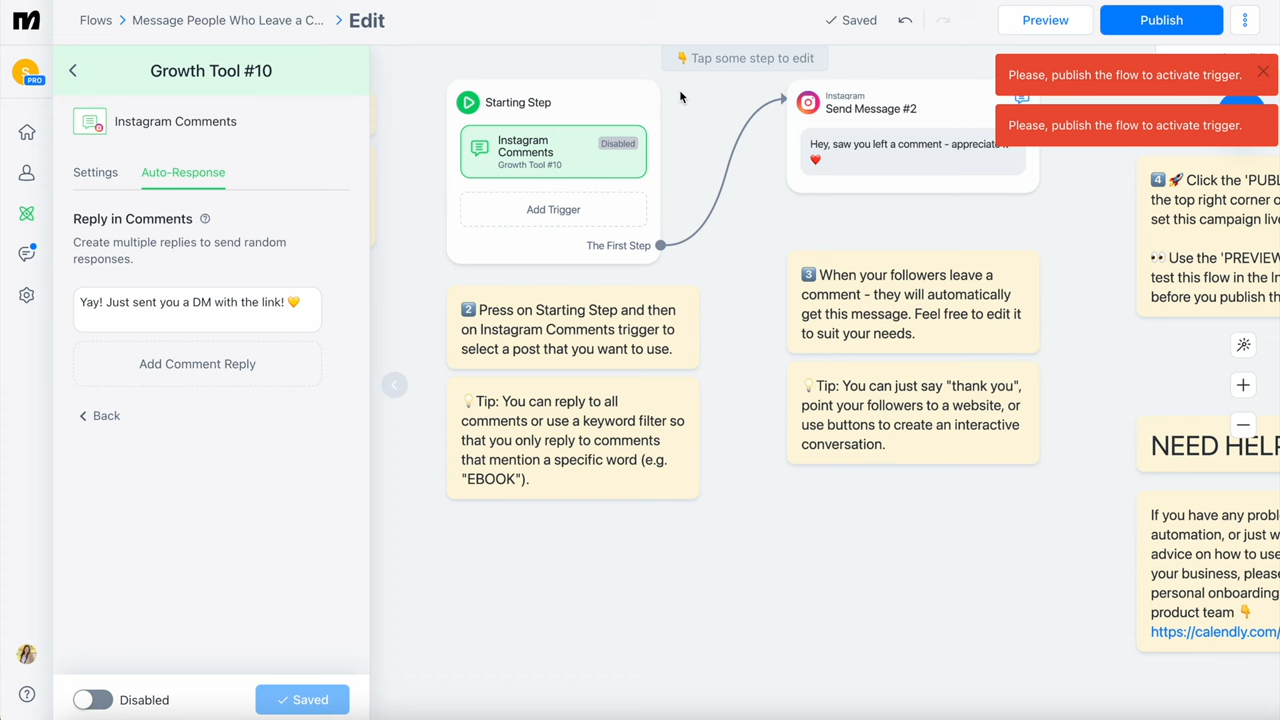 Flows
Message People Who Leave a C...
Edit
Saved
Preview
Publish
PRO
Growth Tool #10
Instagram Comments
Settings
Auto-Response
Reply in Comments
Create multiple replies to send random
responses.
Yay! Just sent you a DM with the link! 💛
Add Comment Reply
Back
Disabled
Saved
👇 Tap some step to edit
Starting Step
Instagram
Comments
Disabled
Growth Tool #10
Add Trigger
The First Step
2️⃣ Press on Starting Step and then
on Instagram Comments trigger to
select a post that you want to use.
💡Tip: You can reply to all
comments or use a keyword filter so
that you only reply to comments
that mention a specific word (e.g.
"EBOOK").
Instagram
Send Message #2
Hey, saw you left a comment - appreciate
❤️
3️⃣ When your followers leave a
comment - they will automatically
get this message. Feel free to edit it
to suit your needs.
💡Tip: You can just say "thank you",
point your followers to a website, or
use buttons to create an interactive
conversation.
Please, publish the flow to activate trigger.
Please, publish the flow to activate trigger.
4️⃣ 🚀 Click the 'PUBL
the top right corner o
set this campaign live
👀 Use the 'PREVIEW
test this flow in the In
before you publish th
NEED HELP
If you have any probl
automation, or just w
advice on how to use
your business, please
personal onboarding
product team 👇
https://calendly.com/